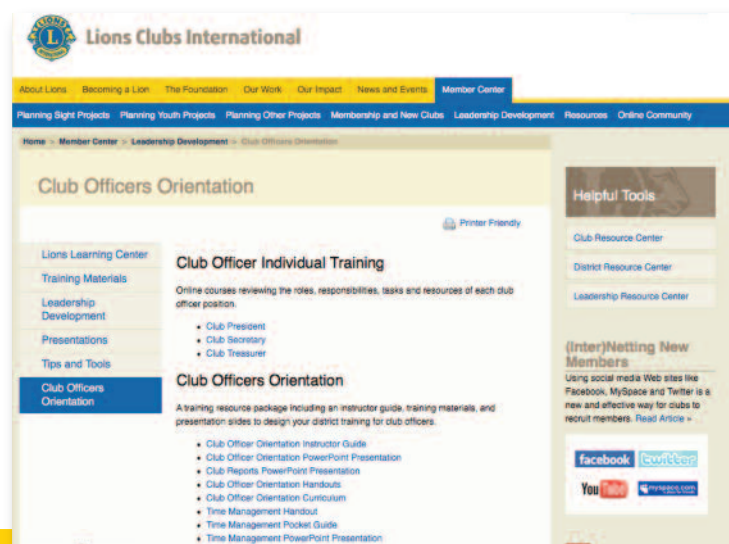 Lions Clubs International
About Lions Becoming a Lion The Foundation Our Work Our Impact News and Events Member Center
Planning Sight Projects Planning Youth Projects Planning Other Projects Membership and New Clubs Leadership Development Resources Online Community
Home > Member Center > Leadership Development > Club Officers Orientation
Club Officers Orientation
Printer Friendly
Lions Learning Center
Training Materials
Leadership
Development
Presentations
Tips and Tools
Club Officers
Orientation
Club Officer Individual Training
Online courses reviewing the roles, responsibilities, tasks and resources of each club
officer position.
• Club President
• Club Secretary
• Club Treasurer
Club Officers Orientation
A training resource package including an instructor guide, training materials, and
presentation slides to design your district training for club officers.
• Club Officer Orientation Instructor Guide
• Club Officer Orientation PowerPoint Presentation
• Club Reports PowerPoint Presentation
• Club Officer Orientation Handouts
• Club Officer Orientation Curriculum
• Time Management Handout
• Time Management Pocket Guide
• Time Management PowerPoint Presentation
Helpful Tools
Club Resource Center
District Resource Center
Leadership Resource Center
(Inter)Netting New
Members
Using social media Web sites like
Facebook, MySpace and Twitter is a
new and effective way for clubs to
recruit members. Read Article »
facebook twitter
YouTube myspace.com